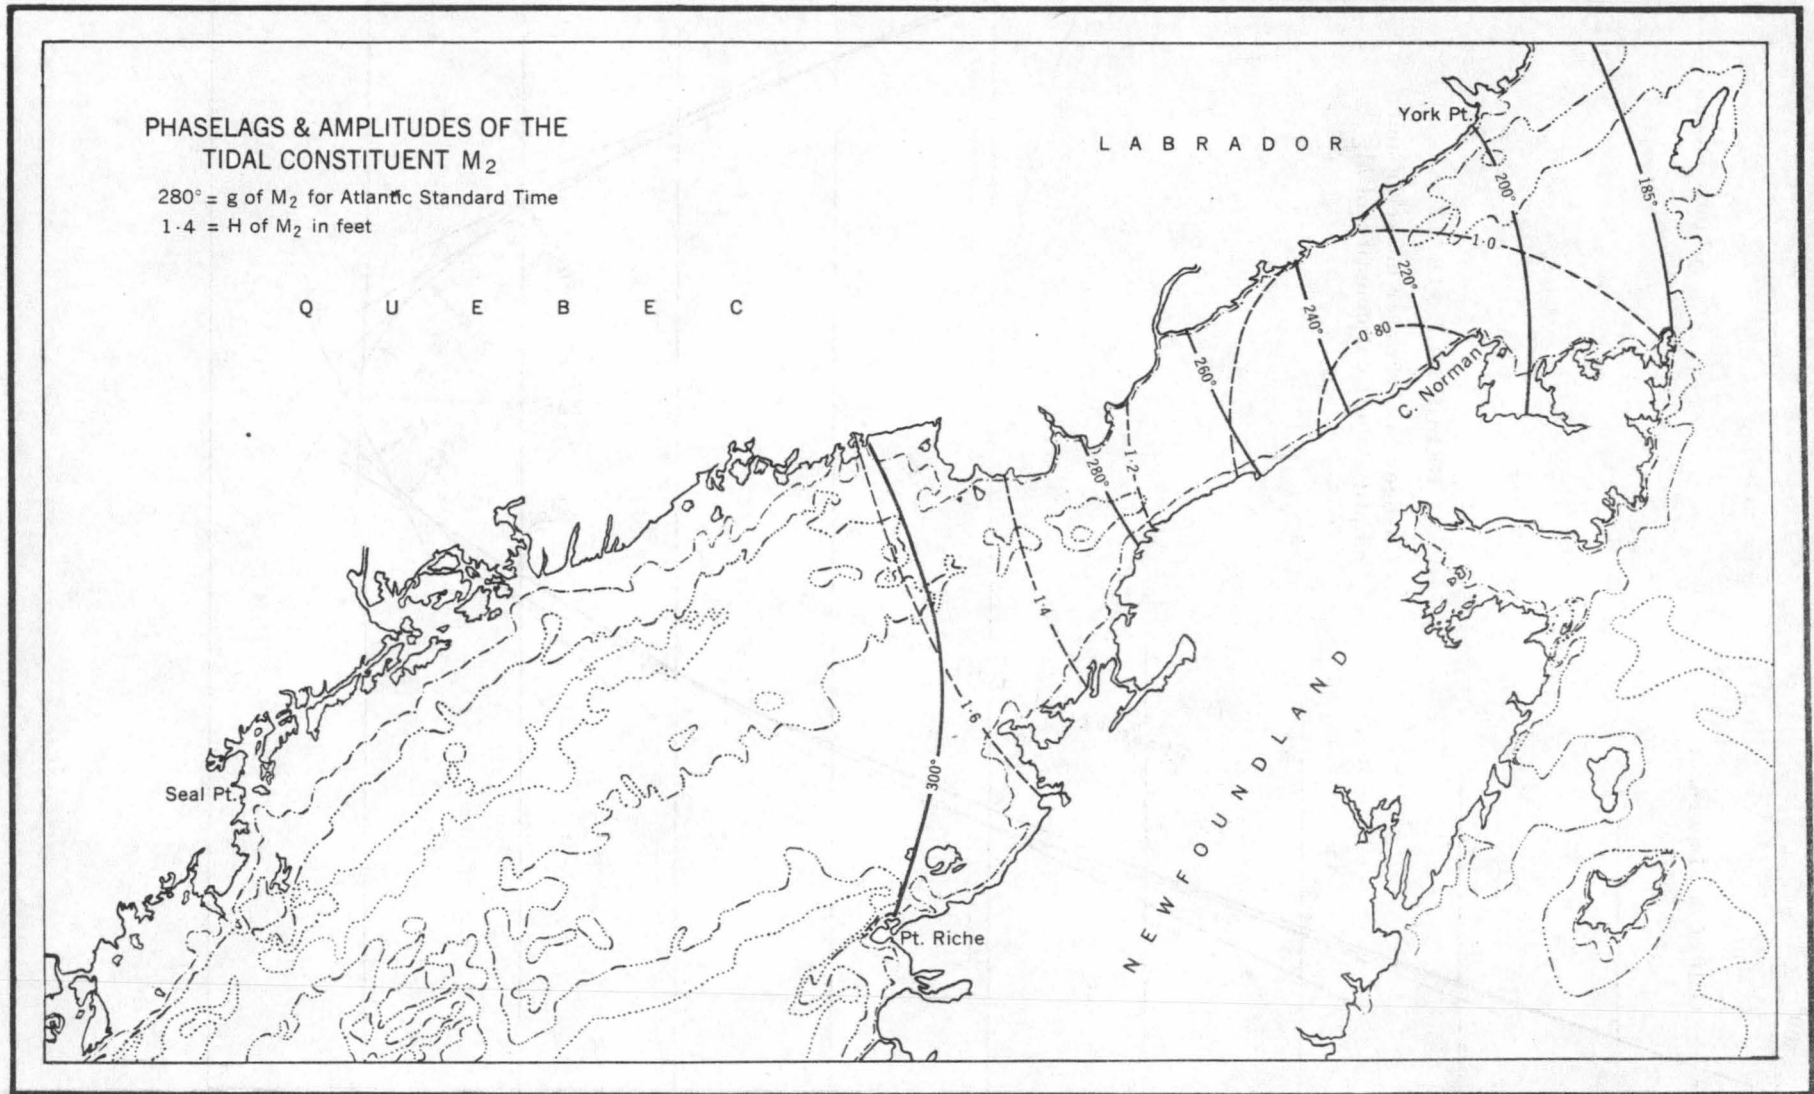 PHASELAGS & AMPLITUDES OF THE
TIDAL CONSTITUENT M₂
280° = g of M₂ for Atlantic Standard Time
1·4 = H of M₂ in feet
QUEBEC
LABRADOR
York Pt.
200°
185°
1·0
220°
240°
0·80
260°
C. Norman
1·2
280°
1·4
1·6
300°
Seal Pt.
Pt. Riche
NEWFOUNDLAND